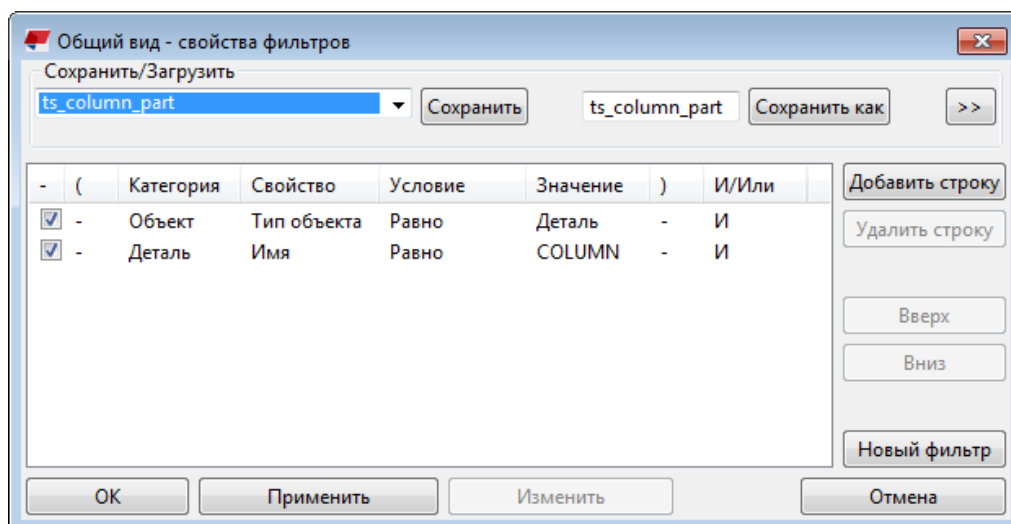 Общий вид - свойства фильтров
Сохранить/Загрузить
ts_column_part Сохранить ts_column_part Сохранить как >>
- ( Категория Свойство Условие Значение ) И/Или Добавить строку
- Объект Тип объекта Равно Деталь - И Удалить строку
- Деталь Имя Равно COLUMN - И
Вверх
Вниз
Новый фильтр
OK Применить Изменить Отмена